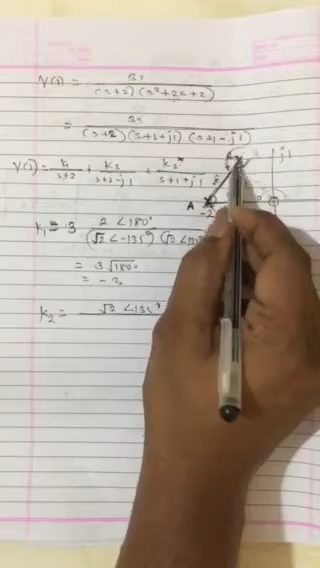 V(s) = 3s / (s+2)(s²+2s+2)
= 3s / (s+2)(s+1+j1)(s+1-j1)
V(s) = k₁/s+2 + k₂/s+1-j1 + k₂*/s+1+j1
j1
A
-2
k₁ = 3 2∠180° / (√2∠-135°)(√2
= 3√180°
= -3
k₂ = √2∠135°